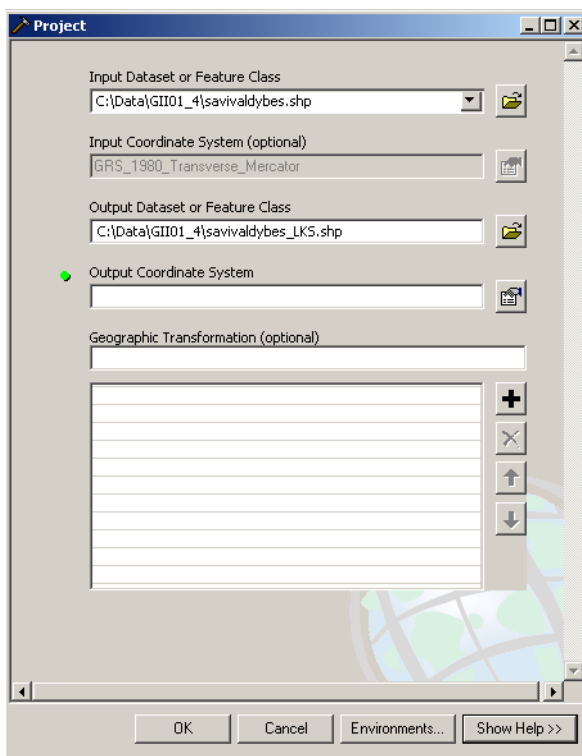 Project
Input Dataset or Feature Class
C:\Data\GII01_4\savivaldybes.shp
Input Coordinate System (optional)
GRS_1980_Transverse_Mercator
Output Dataset or Feature Class
C:\Data\GII01_4\savivaldybes_LKS.shp
Output Coordinate System
Geographic Transformation (optional)
OK
Cancel
Environments...
Show Help >>